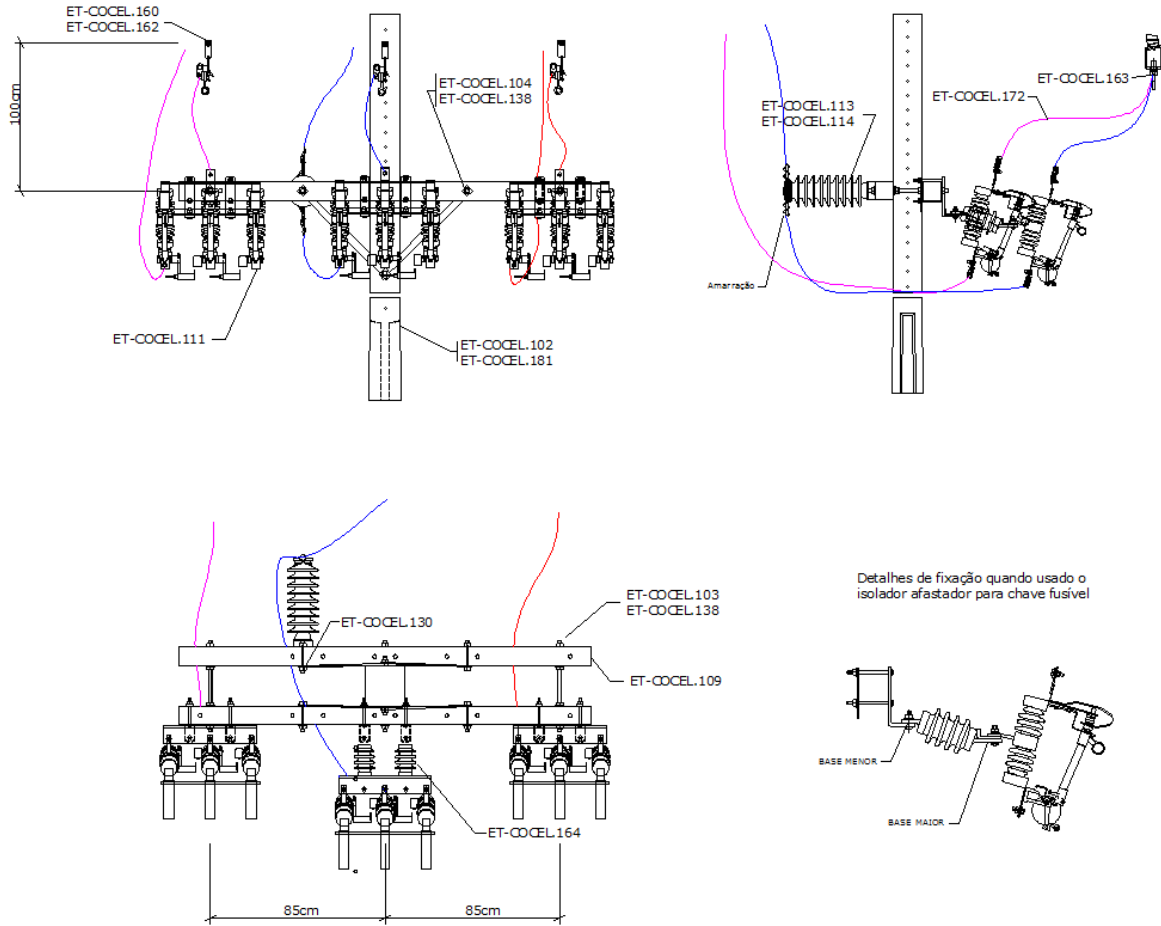 ET-COCEL.160
ET-COCEL.162
100cm
ET-COCEL.104
ET-COCEL.138
ET-COCEL.111
ET-COCEL.102
ET-COCEL.181
ET-COCEL.163
ET-COCEL.172
ET-COCEL.113
ET-COCEL.114
Amarração
ET-COCEL.130
ET-COCEL.103
ET-COCEL.138
ET-COCEL.109
ET-COCEL.164
85cm
85cm
Detalhes de fixação quando usado o
isolador afastador para chave fusível
BASE MENOR
BASE MAIOR